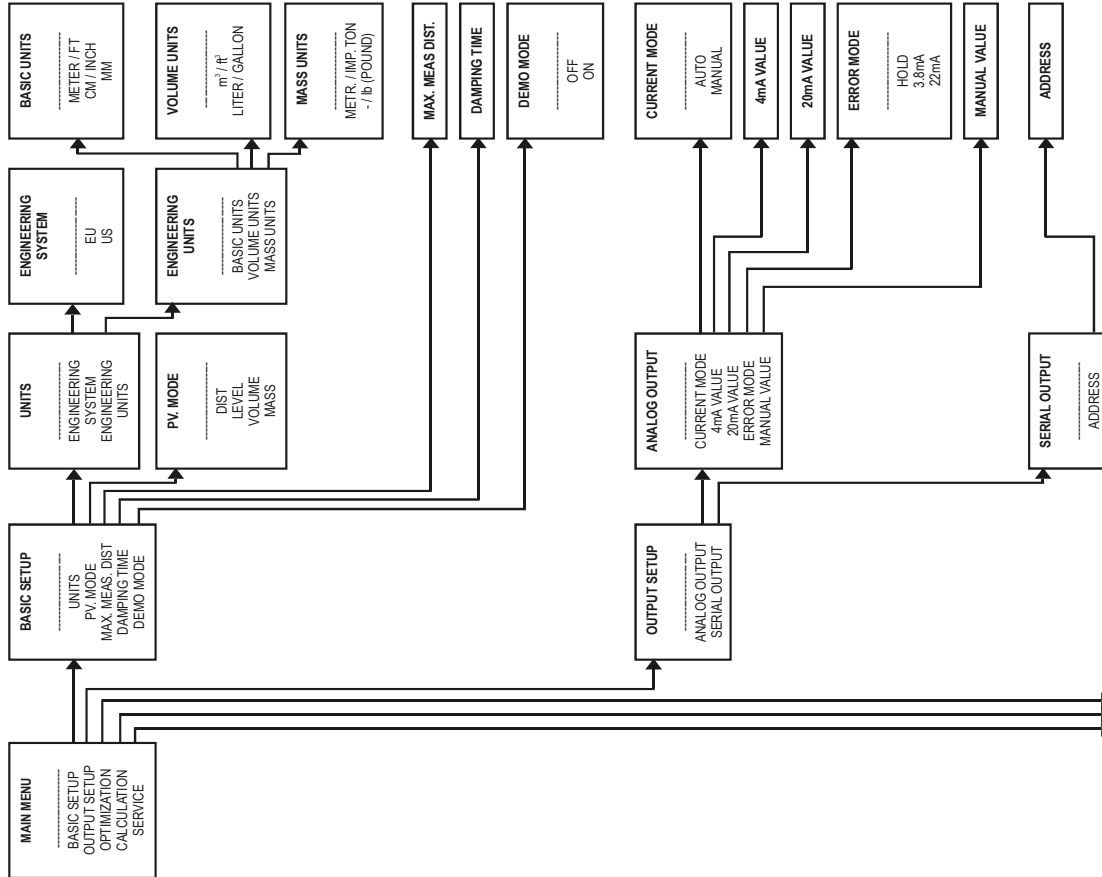 MAIN MENU
BASIC SETUP
OUTPUT SETUP
OPTIMIZATION
CALCULATION
SERVICE
BASIC SETUP
UNITS
PV. MODE
MAX. MEAS. DIST
DAMPING TIME
DEMO MODE
UNITS
ENGINEERING
SYSTEM
ENGINEERING
UNITS
ENGINEERING
SYSTEM
EU
US
ENGINEERING
UNITS
BASIC UNITS
VOLUME UNITS
MASS UNITS
BASIC UNITS
METER / FT
CM / INCH
MM
VOLUME UNITS
m³ / ft³
LITER / GALLON
MASS UNITS
METR. / IMP. TON
- / lb (POUND)
PV. MODE
DIST
LEVEL
VOLUME
MASS
MAX. MEAS DIST.
DAMPING TIME
DEMO MODE
OFF
ON
OUTPUT SETUP
ANALOG OUTPUT
SERIAL OUTPUT
ANALOG OUTPUT
CURRENT MODE
4mA VALUE
20mA VALUE
ERROR MODE
MANUAL VALUE
CURRENT MODE
AUTO
MANUAL
4mA VALUE
20mA VALUE
ERROR MODE
HOLD
3.8mA
22mA
MANUAL VALUE
SERIAL OUTPUT
ADDRESS
ADDRESS